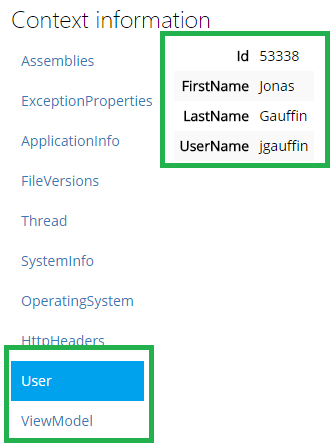 Context information
Assemblies
ExceptionProperties
ApplicationInfo
FileVersions
Thread
SystemInfo
OperatingSystem
HttpHeaders
User
ViewModel
Id 53338
FirstName Jonas
LastName Gauffin
UserName jgauffin